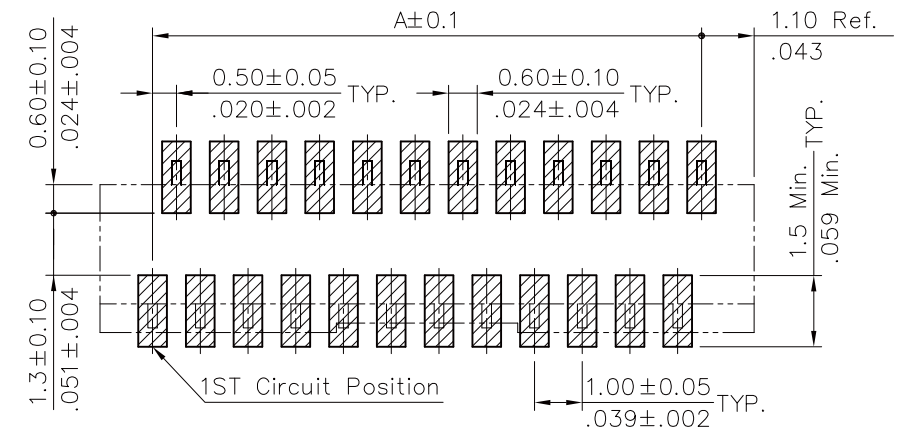 A±0.1
1.10 Ref.
.043
0.60±0.10
.024±.004
0.50±0.05
.020±.002
TYP.
0.60±0.10
.024±.004
TYP.
1.5 Min.
.059 Min.
TYP.
1.3±0.10
.051±.004
1ST Circuit Position
1.00±0.05
.039±.002
TYP.